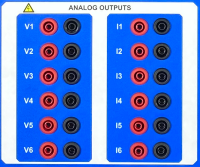 ANALOG OUTPUTS
V1 I1
V2 I2
V3 I3
V4 I4
V5 I5
V6 I6